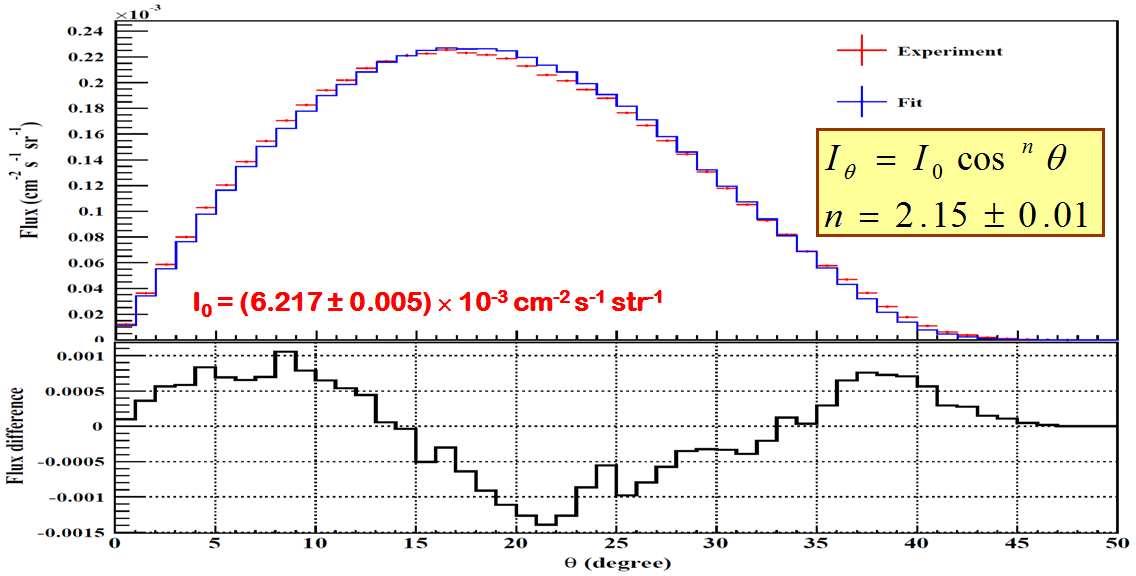 ×10⁻³
0.24
0.22
0.2
0.18
0.16
0.14
0.12
0.1
0.08
0.06
0.04
0.02
0
Flux (cm⁻² s⁻¹ sr⁻¹)
Experiment
Fit
I_θ = I₀ cos ⁿ θ
n = 2.15 ± 0.01
I₀ = (6.217 ± 0.005) × 10⁻³ cm⁻² s⁻¹ str⁻¹
0.001
0.0005
0
-0.0005
-0.001
-0.0015
Flux difference
0 5 10 15 20 25 30 35 40 45 50
θ (degree)